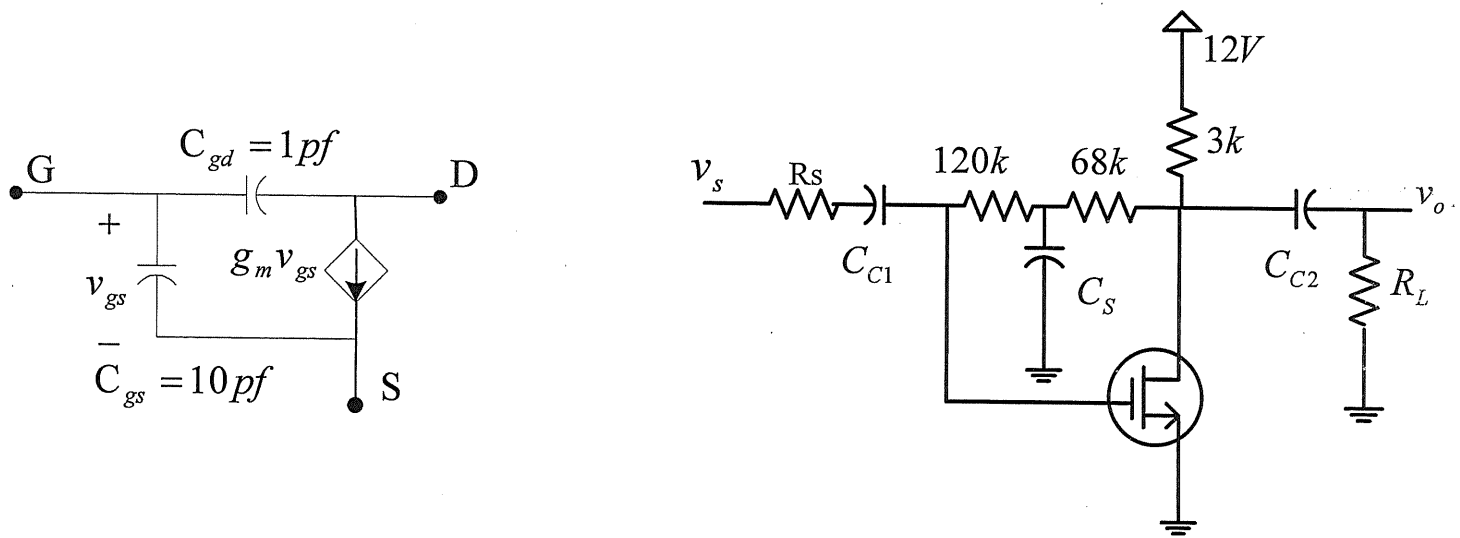 G
C_gd = 1pf
D
+
v_gs
−
g_m v_gs
C_gs = 10pf
S
12V
3k
120k
68k
v_s
Rs
C_C1
C_S
C_C2
R_L
v_o